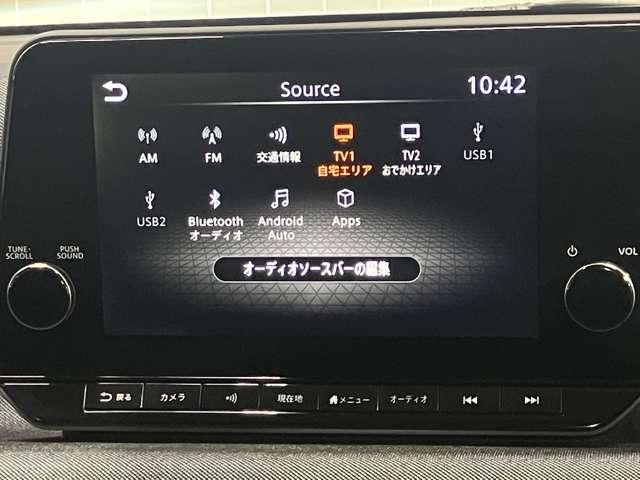 Source
10:42
AM
FM
交通情報
TV1
自宅エリア
TV2
おでかけエリア
USB1
USB2
Bluetooth
オーディオ
Android
Auto
Apps
オーディオソースバーの編集
TUNE・
SCROLL
PUSH
SOUND
VOL
戻る
カメラ
現在地
メニュー
オーディオ